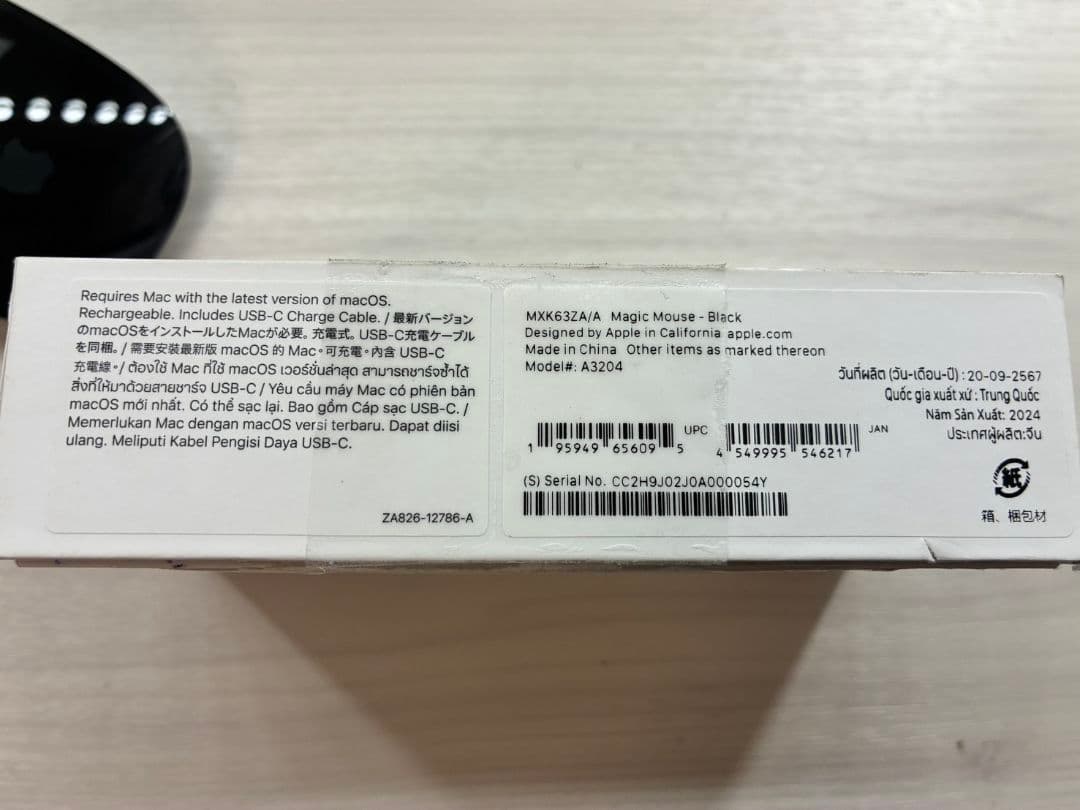 Requires Mac with the latest version of macOS.
Rechargeable. Includes USB-C Charge Cable. / 最新バージョン
のmacOSをインストールしたMacが必要。充電式。USB-C充電ケーブル
を同梱。/ 需要安裝最新版 macOS 的 Mac。可充電。內含 USB-C
充電線。/ ต้องใช้ Mac ที่ใช้ macOS เวอร์ชั่นล่าสุด สามารถชาร์จซ้ำได้
สิ่งที่ให้มาด้วยสายชาร์จ USB-C / Yêu cầu máy Mac có phiên bản
macOS mới nhất. Có thể sạc lại. Bao gồm Cáp sạc USB-C. /
Memerlukan Mac dengan macOS versi terbaru. Dapat diisi
ulang. Meliputi Kabel Pengisi Daya USB-C.
ZA826-12786-A
MXK63ZA/A Magic Mouse - Black
Designed by Apple in California apple.com
Made in China Other items as marked thereon
Model#: A3204
วันที่ผลิต (วัน-เดือน-ปี) : 20-09-2567
Quốc gia xuất xứ : Trung Quốc
Năm Sản Xuất: 2024
ประเทศผู้ผลิต:จีน
1 95949 65609 5 UPC
4 549995 546217 JAN
(S) Serial No. CC2H9J02J0A000054Y
紙
箱、梱包材